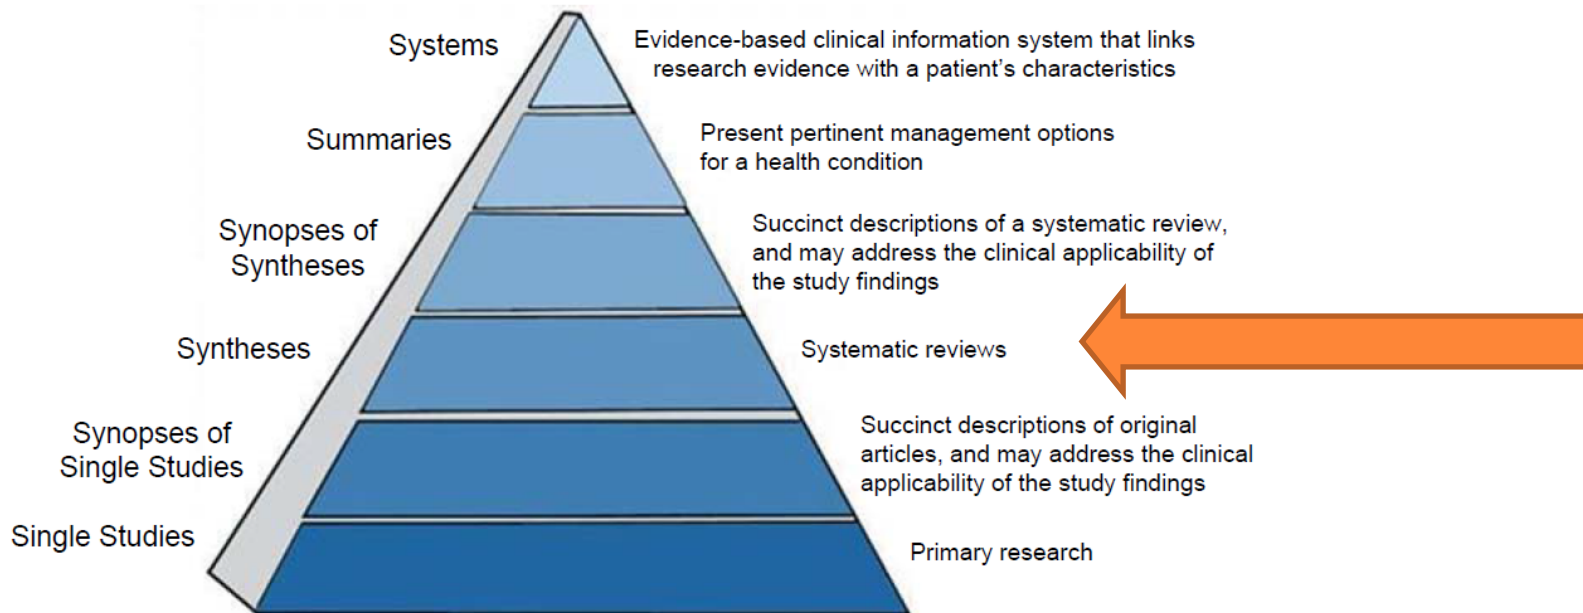 Systems
Evidence-based clinical information system that links
research evidence with a patient's characteristics
Summaries
Present pertinent management options
for a health condition
Synopses of
Syntheses
Succinct descriptions of a systematic review,
and may address the clinical applicability of
the study findings
Syntheses
Systematic reviews
Synopses of
Single Studies
Succinct descriptions of original
articles, and may address the clinical
applicability of the study findings
Single Studies
Primary research